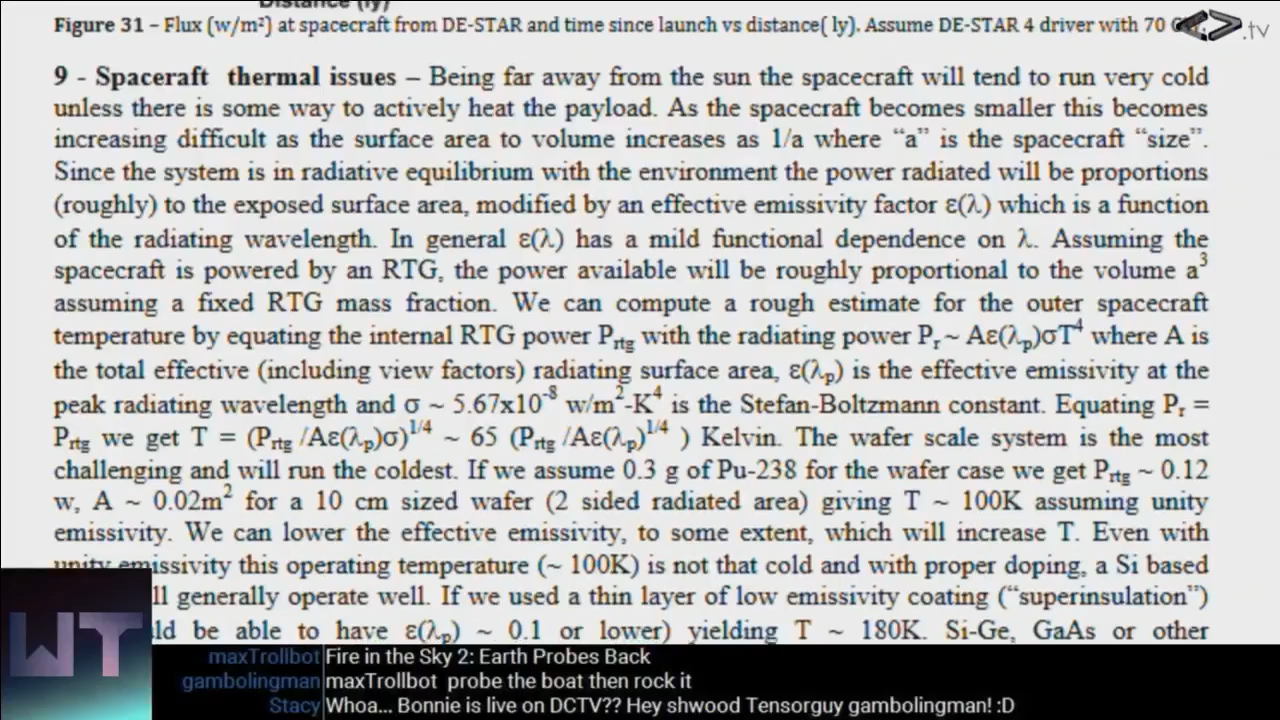 Distance (ly)
Figure 31 – Flux (w/m²) at spacecraft from DE-STAR and time since launch vs distance( ly). Assume DE-STAR 4 driver with 70
<>.tv
9 - Spaceraft thermal issues – Being far away from the sun the spacecraft will tend to run very cold
unless there is some way to actively heat the payload. As the spacecraft becomes smaller this becomes
increasing difficult as the surface area to volume increases as 1/a where “a” is the spacecraft “size”.
Since the system is in radiative equilibrium with the environment the power radiated will be proportions
(roughly) to the exposed surface area, modified by an effective emissivity factor ε(λ) which is a function
of the radiating wavelength. In general ε(λ) has a mild functional dependence on λ. Assuming the
spacecraft is powered by an RTG, the power available will be roughly proportional to the volume a³
assuming a fixed RTG mass fraction. We can compute a rough estimate for the outer spacecraft
temperature by equating the internal RTG power Prtg with the radiating power Pr ~ Aε(λp)σT⁴ where A is
the total effective (including view factors) radiating surface area, ε(λp) is the effective emissivity at the
peak radiating wavelength and σ ~ 5.67x10⁻⁸ w/m²-K⁴ is the Stefan-Boltzmann constant. Equating Pr =
Prtg we get T = (Prtg /Aε(λp)σ)^1/4 ~ 65 (Prtg /Aε(λp)^1/4 ) Kelvin. The wafer scale system is the most
challenging and will run the coldest. If we assume 0.3 g of Pu-238 for the wafer case we get Prtg ~ 0.12
w, A ~ 0.02m² for a 10 cm sized wafer (2 sided radiated area) giving T ~ 100K assuming unity
emissivity. We can lower the effective emissivity, to some extent, which will increase T. Even with
unity emissivity this operating temperature (~ 100K) is not that cold and with proper doping, a Si based
ll generally operate well. If we used a thin layer of low emissivity coating (“superinsulation”)
ld be able to have ε(λp) ~ 0.1 or lower) yielding T ~ 180K. Si-Ge, GaAs or other
WT
maxTrollbot Fire in the Sky 2: Earth Probes Back
gambolingman maxTrollbot probe the boat then rock it
Stacy Whoa... Bonnie is live on DCTV?? Hey shwood Tensorguy gambolingman! :D